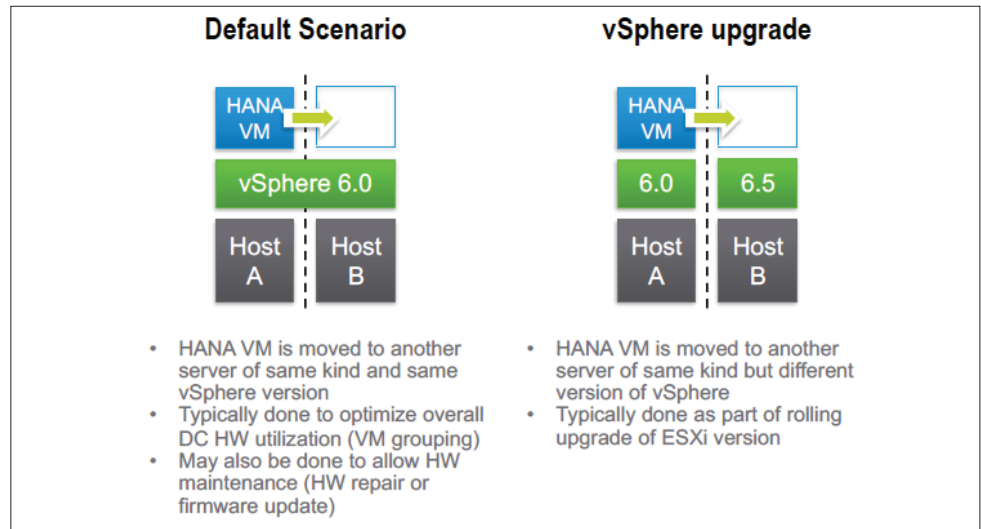 Default Scenario
HANA
VM
vSphere 6.0
Host
A
Host
B
• HANA VM is moved to another
server of same kind and same
vSphere version
• Typically done to optimize overall
DC HW utilization (VM grouping)
• May also be done to allow HW
maintenance (HW repair or
firmware update)
vSphere upgrade
HANA
VM
6.0
6.5
Host
A
Host
B
• HANA VM is moved to another
server of same kind but different
version of vSphere
• Typically done as part of rolling
upgrade of ESXi version